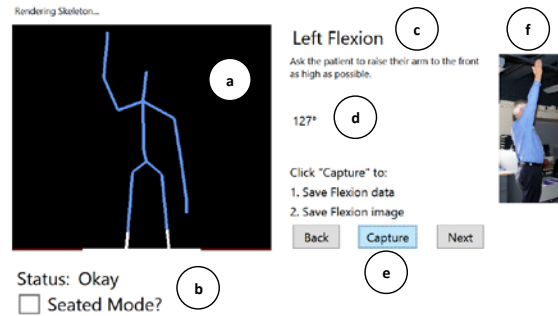 Rendering Skeleton...
a
Status: Okay
Seated Mode?
b
Left Flexion
c
Ask the patient to raise their arm to the front
as high as possible.
127°
d
Click "Capture" to:
1. Save Flexion data
2. Save Flexion image
Back Capture Next
e
f